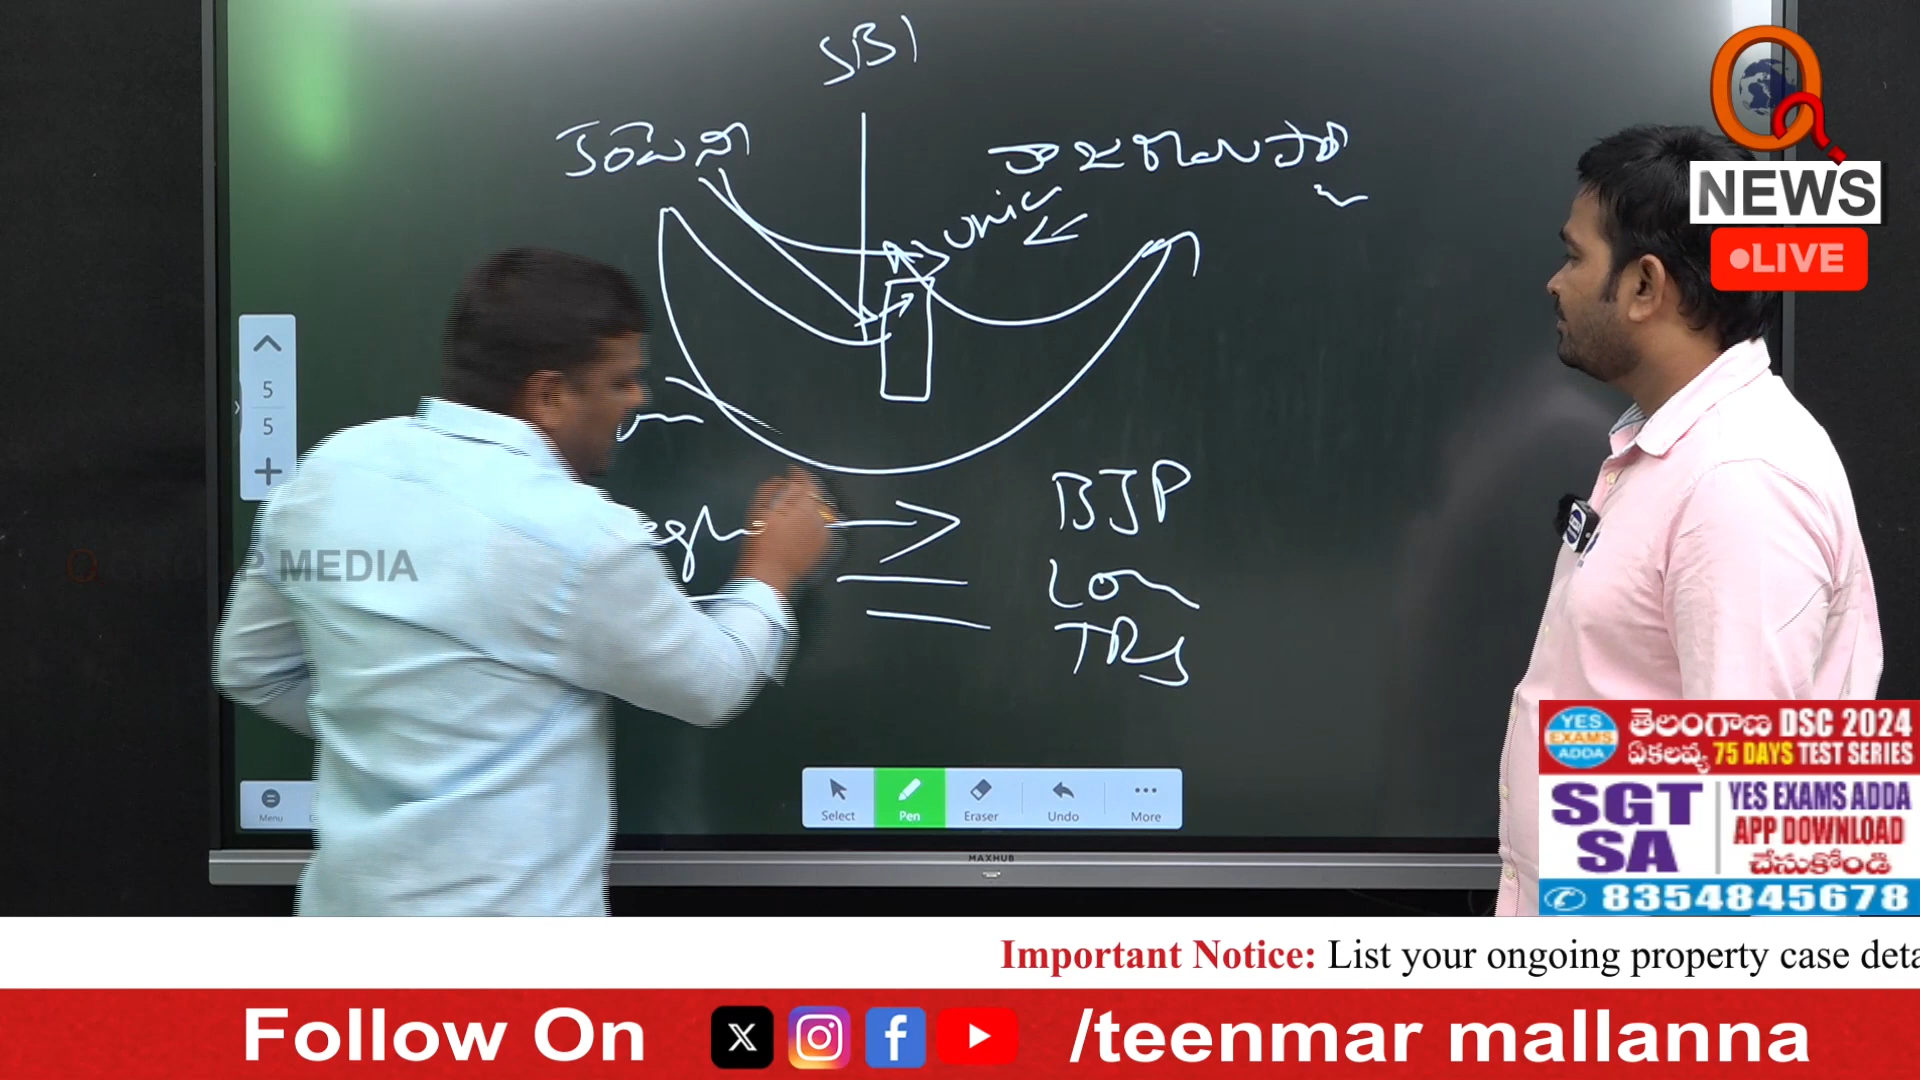 SBI
కంపెని
రాజకీయ పార్టీ
unic
BJP
Con
TRS
Q
NEWS
LIVE
5
5
GROUP MEDIA
Menu
Select
Pen
Eraser
Undo
More
MAXHUB
YES
EXAMS
ADDA
తెలంగాణ DSC 2024
ఏకలవ్య 75 DAYS TEST SERIES
SGT
SA
YES EXAMS ADDA
APP DOWNLOAD
చేసుకోండి
8354845678
Important Notice: List your ongoing property case deta
Follow On
/teenmar mallanna